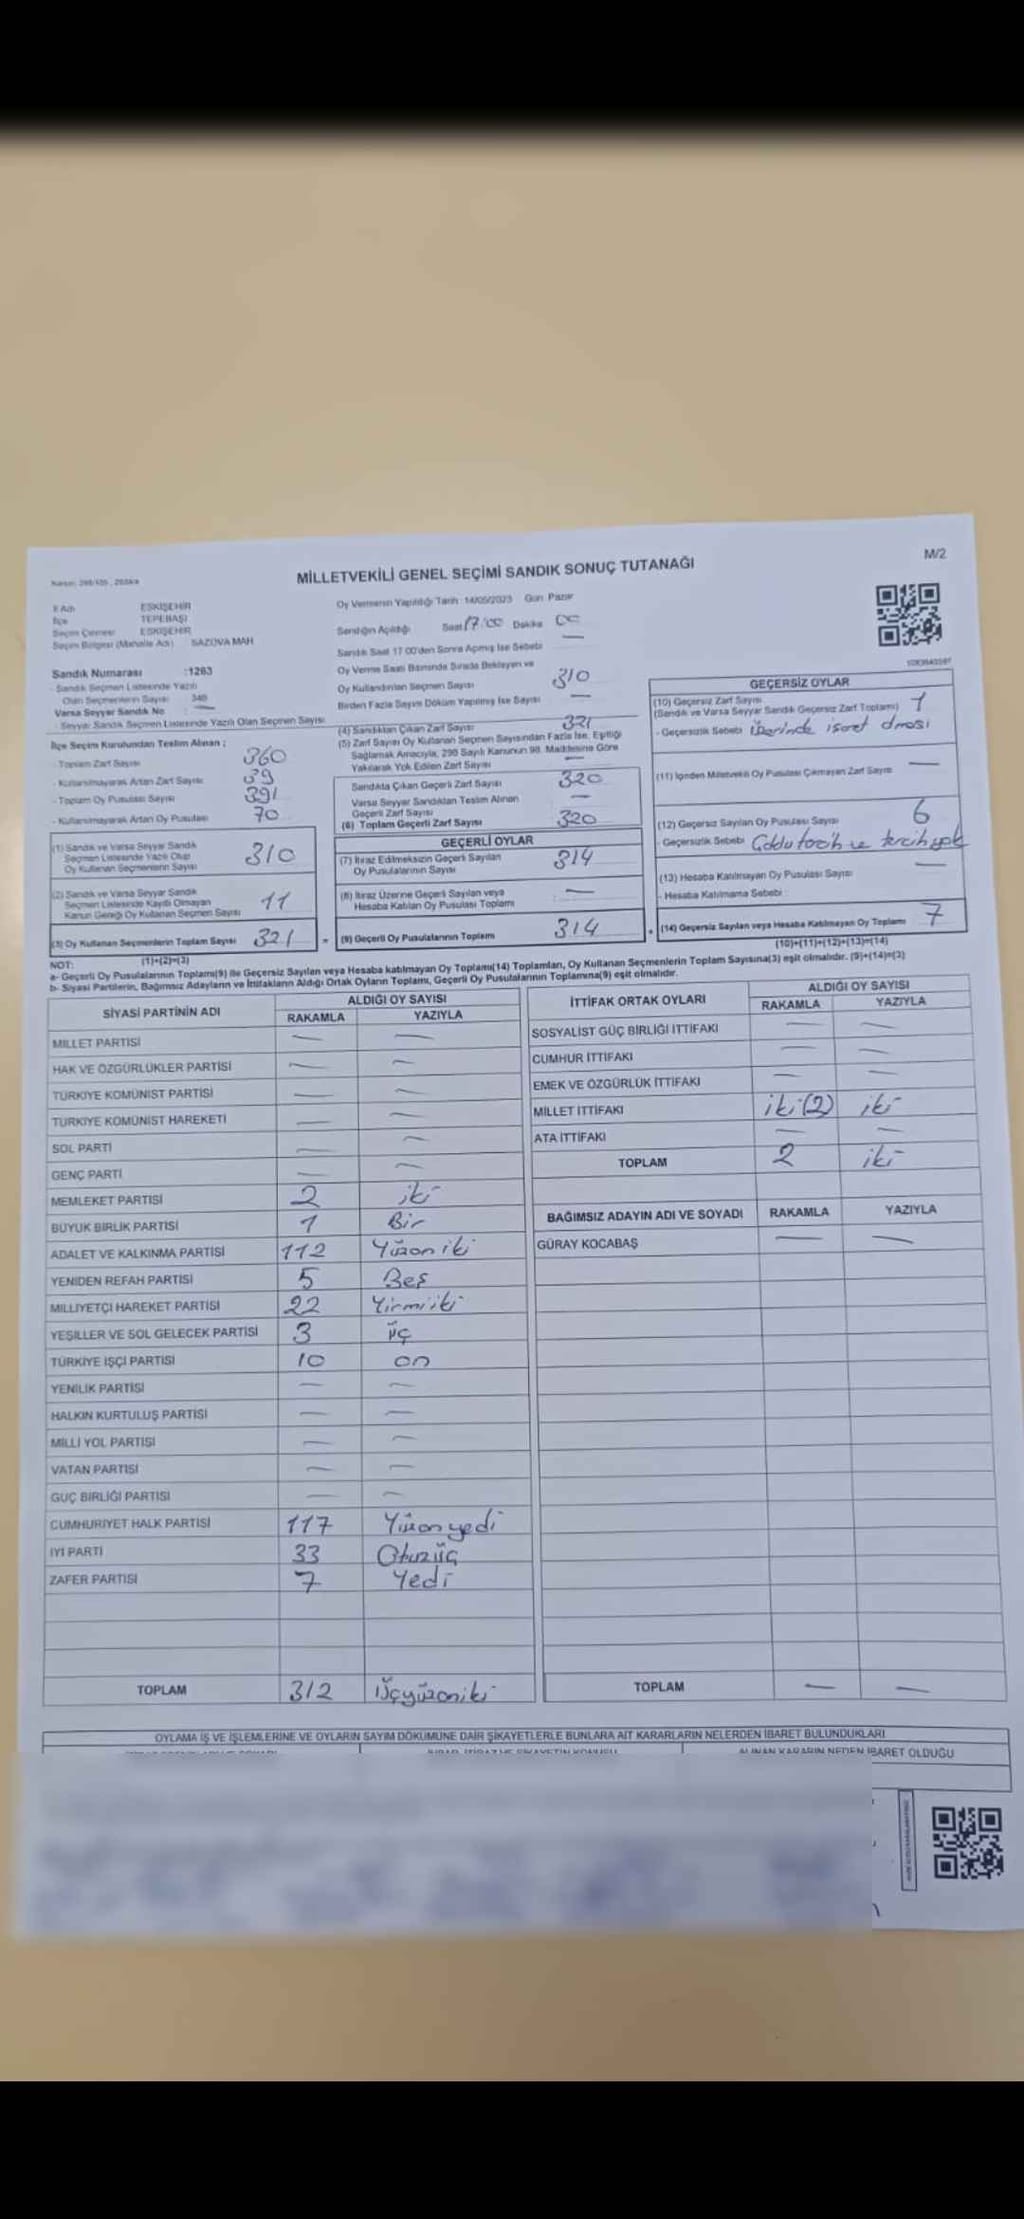 M/2
MİLLETVEKİLİ GENEL SEÇİMİ SANDIK SONUÇ TUTANAĞI
İl Adı ESKİŞEHİR
İlçe TEPEBAŞI
Seçim Çevresi ESKİŞEHİR
Seçim Bölgesi (Mahalle Adı) SAZOVA MAH
Sandık Numarası :1263
- Sandık Seçmen Listesinde Yazılı
Olan Seçmenlerin Sayısı
Varsa Seyyar Sandık No : —
- Seyyar Sandık Seçmen Listesinde Yazılı Olan Seçmen Sayısı
Oy Vermenin Yapıldığı Tarih 14/05/2023 Gün Pazar
Sandığın Açıldığı Saat 17:00 Dakika 00
Sandık Saat 17.00'den Sonra Açmış İse Sebebi —
Oy Verme Saati Bitiminde Sırada Bekleyen ve
Oy Kullandırılan Seçmen Sayısı 310
Birden Fazla Sayım Döküm Yapılmış İse Sayısı —
İlçe Seçim Kurulundan Teslim Alınan ;
- Toplam Zarf Sayısı 360
- Kullanılmayarak Artan Zarf Sayısı 39
- Toplam Oy Pusulası Sayısı 391
- Kullanılmayarak Artan Oy Pusulası 70
(1) Sandık ve Varsa Seyyar Sandık
Seçmen Listesinde Yazılı Olup
Oy Kullanan Seçmenlerin Sayısı 310
(2) Sandık ve Varsa Seyyar Sandık
Seçmen Listesinde Kayıtlı Olmayan
Kanun Gereği Oy Kullanan Seçmen Sayısı 11
(3) Oy Kullanan Seçmenlerin Toplam Sayısı 321
(1)+(2)=(3)
(4) Sandıktan Çıkan Zarf Sayısı 321
(5) Zarf Sayısı Oy Kullanan Seçmen Sayısından Fazla İse, Eşitliği
Sağlamak Amacıyla, 298 Sayılı Kanunun 98. Maddesine Göre
Yakılarak Yok Edilen Zarf Sayısı —
Sandıkta Çıkan Geçerli Zarf Sayısı 320
Varsa Seyyar Sandıktan Teslim Alınan
Geçerli Zarf Sayısı —
(6) Toplam Geçerli Zarf Sayısı 320
GEÇERLİ OYLAR
(7) İtiraz Edilmeksizin Geçerli Sayılan
Oy Pusulalarının Sayısı 314
(8) İtiraz Üzerine Geçerli Sayılan veya
Hesaba Katılan Oy Pusulası Toplamı —
= (9) Geçerli Oy Pusulalarının Toplamı 314
GEÇERSİZ OYLAR
(10) Geçersiz Zarf Sayısı
(Sandık ve Varsa Seyyar Sandık Geçersiz Zarf Toplamı) 1
- Geçersizlik Sebebi Üzerinde işaret olması
(11) İçinden Milletvekili Oy Pusulası Çıkmayan Zarf Sayısı —
(12) Geçersiz Sayılan Oy Pusulası Sayısı 6
- Geçersizlik Sebebi Çoklu tercih ve tercih yok
(13) Hesaba Katılmayan Oy Pusulası Sayısı —
- Hesaba Katılmama Sebebi :
+ (14) Geçersiz Sayılan veya Hesaba Katılmayan Oy Toplamı 7
(10)+(11)+(12)+(13)=(14)
NOT:
a- Geçerli Oy Pusulalarının Toplamı(9) ile Geçersiz Sayılan veya Hesaba katılmayan Oy Toplamı(14) Toplamları, Oy Kullanan Seçmenlerin Toplam Sayısına(3) eşit olmalıdır. (9)+(14)=(3)
b- Siyasi Partilerin, Bağımsız Adayların ve İttifakların Aldığı Ortak Oyların Toplamı, Geçerli Oy Pusulalarının Toplamına(9) eşit olmalıdır.
SİYASİ PARTİNİN ADI ALDIĞI OY SAYISI
RAKAMLA YAZIYLA
MİLLET PARTİSİ — —
HAK VE ÖZGÜRLÜKLER PARTİSİ — —
TÜRKİYE KOMÜNİST PARTİSİ — —
TÜRKİYE KOMÜNİST HAREKETİ — —
SOL PARTİ — —
GENÇ PARTİ — —
MEMLEKET PARTİSİ 2 iki
BÜYÜK BİRLİK PARTİSİ 1 Bir
ADALET VE KALKINMA PARTİSİ 112 Yüzoniki
YENİDEN REFAH PARTİSİ 5 Beş
MİLLİYETÇİ HAREKET PARTİSİ 22 Yirmiiki
YEŞİLLER VE SOL GELECEK PARTİSİ 3 üç
TÜRKİYE İŞÇİ PARTİSİ 10 on
YENİLİK PARTİSİ — —
HALKIN KURTULUŞ PARTİSİ — —
MİLLİ YOL PARTİSİ — —
VATAN PARTİSİ — —
GÜÇ BİRLİĞİ PARTİSİ — —
CUMHURİYET HALK PARTİSİ 117 Yüzonyedi
İYİ PARTİ 33 Otuzüç
ZAFER PARTİSİ 7 Yedi
TOPLAM 312 Üçyüzoniki
İTTİFAK ORTAK OYLARI ALDIĞI OY SAYISI
RAKAMLA YAZIYLA
SOSYALİST GÜÇ BİRLİĞİ İTTİFAKI — —
CUMHUR İTTİFAKI — —
EMEK VE ÖZGÜRLÜK İTTİFAKI — —
MİLLET İTTİFAKI iki (2) iki
ATA İTTİFAKI — —
TOPLAM 2 iki
BAĞIMSIZ ADAYIN ADI VE SOYADI RAKAMLA YAZIYLA
GÜRAY KOCABAŞ — —
TOPLAM — —
OYLAMA İŞ VE İŞLEMLERİNE VE OYLARIN SAYIM DÖKÜMÜNE DAİR ŞİKAYETLERLE BUNLARA AİT KARARLARIN NELERDEN İBARET BULUNDUKLARI
ALINAN KARARIN NEDEN İBARET OLDUĞU